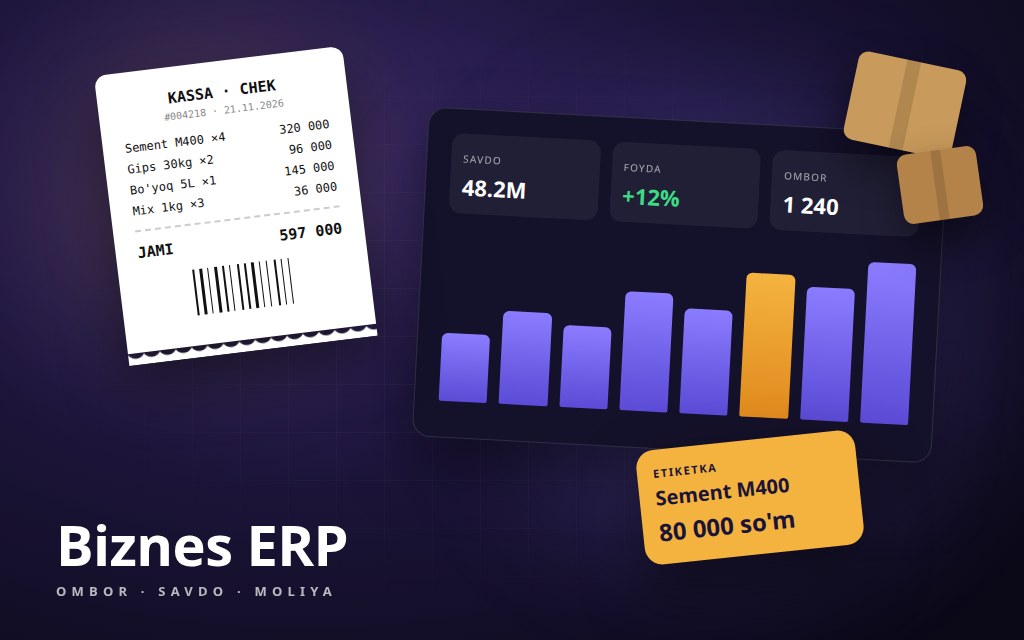 KASSA · CHEK
#004218 · 21.11.2026
Sement M400 ×4 320 000
Gips 30kg ×2 96 000
Bo'yoq 5L ×1 145 000
Mix 1kg ×3 36 000
JAMI 597 000
SAVDO
48.2M
FOYDA
+12%
OMBOR
1 240
ETIKETKA
Sement M400
80 000 so'm
Biznes ERP
OMBOR · SAVDO · MOLIYA